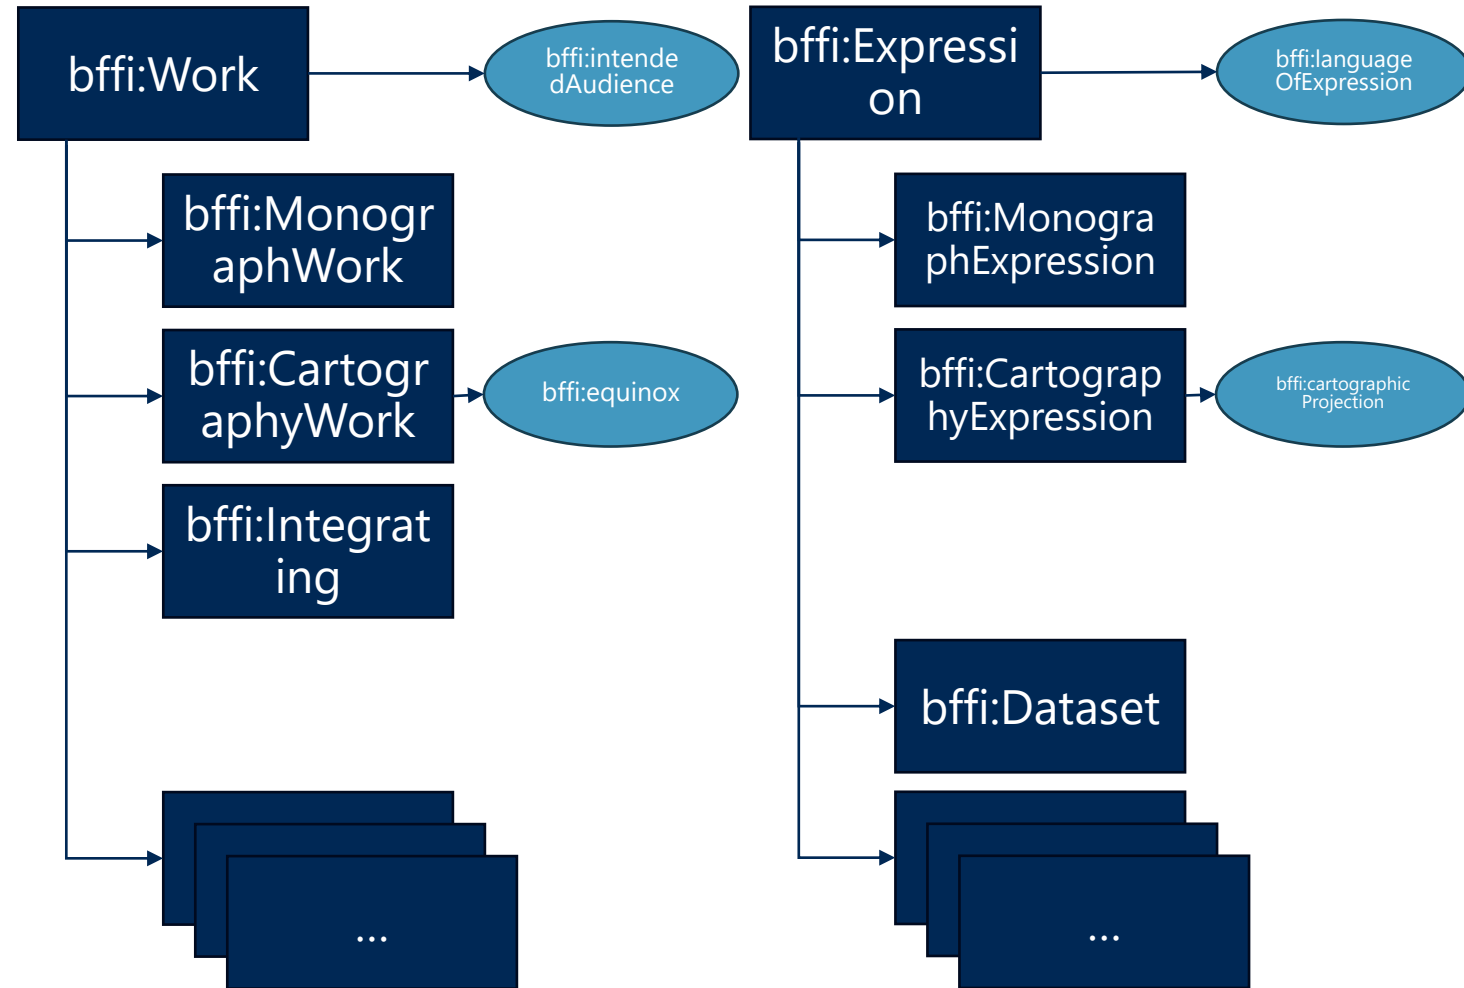 bffi:Work
bffi:intende
dAudience
bffi:Monogr
aphWork
bffi:Cartogr
aphyWork
bffi:equinox
bffi:Integrat
ing
...
bffi:Expressi
on
bffi:language
OfExpression
bffi:Monogra
phExpression
bffi:Cartograp
hyExpression
bffi:cartographic
Projection
bffi:Dataset
...